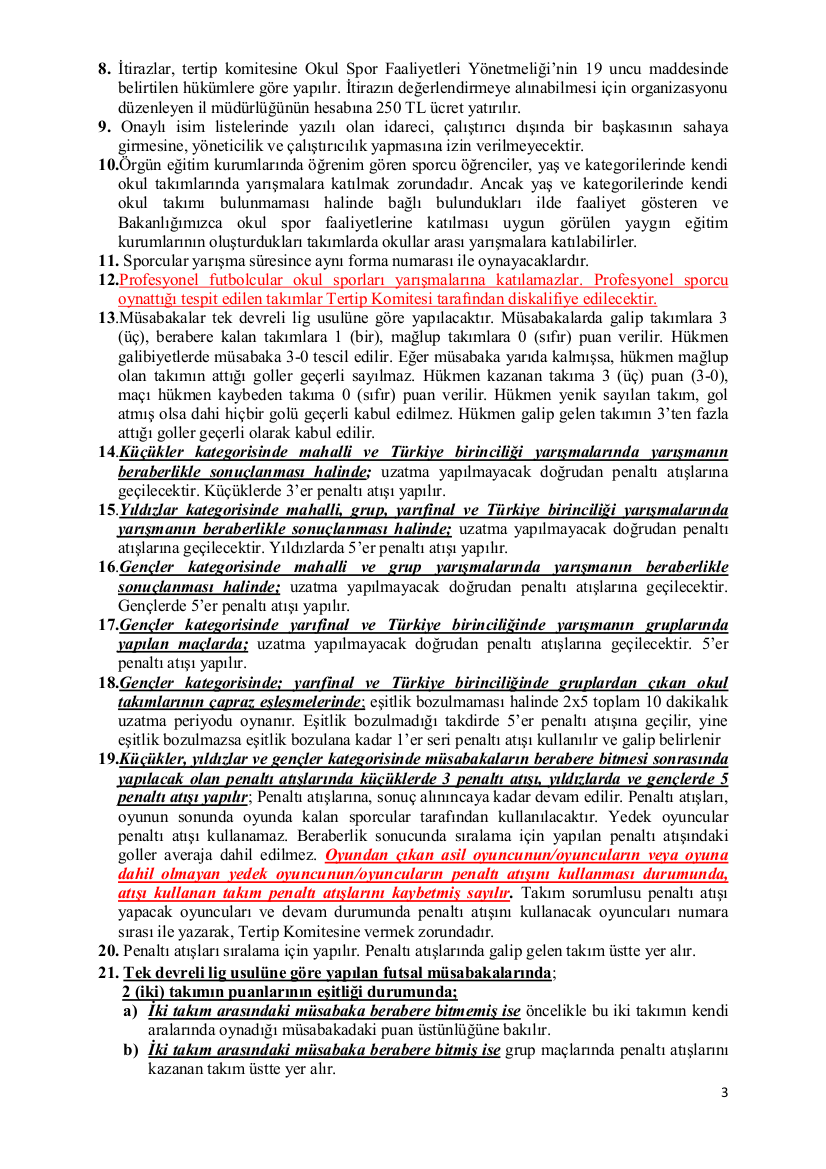 8. İtirazlar, tertip komitesine Okul Spor Faaliyetleri Yönetmeliği’nin 19 uncu maddesinde
belirtilen hükümlere göre yapılır. İtirazın değerlendirmeye alınabilmesi için organizasyonu
düzenleyen il müdürlüğünün hesabına 250 TL ücret yatırılır.
9. Onaylı isim listelerinde yazılı olan idareci, çalıştırıcı dışında bir başkasının sahaya
girmesine, yöneticilik ve çalıştırıcılık yapmasına izin verilmeyecektir.
10.Örgün eğitim kurumlarında öğrenim gören sporcu öğrenciler, yaş ve kategorilerinde kendi
okul takımlarında yarışmalara katılmak zorundadır. Ancak yaş ve kategorilerinde kendi
okul takımı bulunmaması halinde bağlı bulundukları ilde faaliyet gösteren ve
Bakanlığımızca okul spor faaliyetlerine katılması uygun görülen yaygın eğitim
kurumlarının oluşturdukları takımlarda okullar arası yarışmalara katılabilirler.
11. Sporcular yarışma süresince aynı forma numarası ile oynayacaklardır.
12.Profesyonel futbolcular okul sporları yarışmalarına katılamazlar. Profesyonel sporcu
oynattığı tespit edilen takımlar Tertip Komitesi tarafından diskalifiye edilecektir.
13.Müsabakalar tek devreli lig usulüne göre yapılacaktır. Müsabakalarda galip takımlara 3
(üç), berabere kalan takımlara 1 (bir), mağlup takımlara 0 (sıfır) puan verilir. Hükmen
galibiyetlerde müsabaka 3-0 tescil edilir. Eğer müsabaka yarıda kalmışsa, hükmen mağlup
olan takımın attığı goller geçerli sayılmaz. Hükmen kazanan takıma 3 (üç) puan (3-0),
maçı hükmen kaybeden takıma 0 (sıfır) puan verilir. Hükmen yenik sayılan takım, gol
atmış olsa dahi hiçbir golü geçerli kabul edilmez. Hükmen galip gelen takımın 3’ten fazla
attığı goller geçerli olarak kabul edilir.
14.Küçükler kategorisinde mahalli ve Türkiye birinciliği yarışmalarında yarışmanın
beraberlikle sonuçlanması halinde; uzatma yapılmayacak doğrudan penaltı atışlarına
geçilecektir. Küçüklerde 3’er penaltı atışı yapılır.
15.Yıldızlar kategorisinde mahalli, grup, yarıfinal ve Türkiye birinciliği yarışmalarında
yarışmanın beraberlikle sonuçlanması halinde; uzatma yapılmayacak doğrudan penaltı
atışlarına geçilecektir. Yıldızlarda 5’er penaltı atışı yapılır.
16.Gençler kategorisinde mahalli ve grup yarışmalarında yarışmanın beraberlikle
sonuçlanması halinde; uzatma yapılmayacak doğrudan penaltı atışlarına geçilecektir.
Gençlerde 5’er penaltı atışı yapılır.
17.Gençler kategorisinde yarıfinal ve Türkiye birinciliğinde yarışmanın gruplarında
yapılan maçlarda; uzatma yapılmayacak doğrudan penaltı atışlarına geçilecektir. 5’er
penaltı atışı yapılır.
18.Gençler kategorisinde; yarıfinal ve Türkiye birinciliğinde gruplardan çıkan okul
takımlarının çapraz eşleşmelerinde; eşitlik bozulmaması halinde 2x5 toplam 10 dakikalık
uzatma periyodu oynanır. Eşitlik bozulmadığı takdirde 5’er penaltı atışına geçilir, yine
eşitlik bozulmazsa eşitlik bozulana kadar 1’er seri penaltı atışı kullanılır ve galip belirlenir
19.Küçükler, yıldızlar ve gençler kategorisinde müsabakaların berabere bitmesi sonrasında
yapılacak olan penaltı atışlarında küçüklerde 3 penaltı atışı, yıldızlarda ve gençlerde 5
penaltı atışı yapılır; Penaltı atışlarına, sonuç alınıncaya kadar devam edilir. Penaltı atışları,
oyunun sonunda oyunda kalan sporcular tarafından kullanılacaktır. Yedek oyuncular
penaltı atışı kullanamaz. Beraberlik sonucunda sıralama için yapılan penaltı atışındaki
goller averaja dahil edilmez. Oyundan çıkan asil oyuncunun/oyuncuların veya oyuna
dahil olmayan yedek oyuncunun/oyuncuların penaltı atışını kullanması durumunda,
atışı kullanan takım penaltı atışlarını kaybetmiş sayılır. Takım sorumlusu penaltı atışı
yapacak oyuncuları ve devam durumunda penaltı atışını kullanacak oyuncuları numara
sırası ile yazarak, Tertip Komitesine vermek zorundadır.
20. Penaltı atışları sıralama için yapılır. Penaltı atışlarında galip gelen takım üstte yer alır.
21. Tek devreli lig usulüne göre yapılan futsal müsabakalarında;
2 (iki) takımın puanlarının eşitliği durumunda;
a) İki takım arasındaki müsabaka berabere bitmemiş ise öncelikle bu iki takımın kendi
aralarında oynadığı müsabakadaki puan üstünlüğüne bakılır.
b) İki takım arasındaki müsabaka berabere bitmiş ise grup maçlarında penaltı atışlarını
kazanan takım üstte yer alır.
3